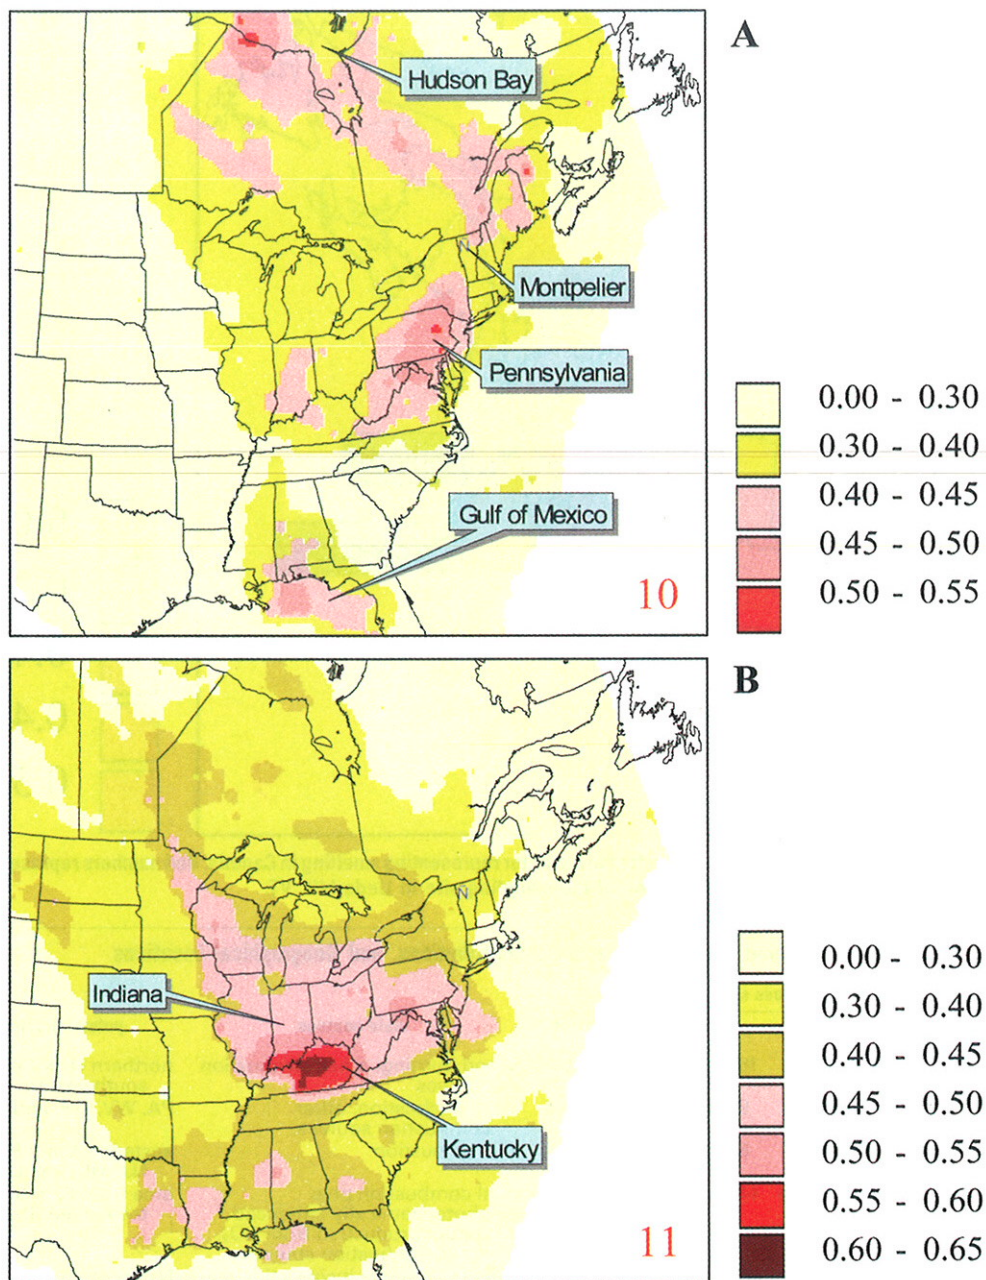 A
Hudson Bay
Montpelier
Pennsylvania
Gulf of Mexico
10
0.00 - 0.30
0.30 - 0.40
0.40 - 0.45
0.45 - 0.50
0.50 - 0.55
B
N
Indiana
Kentucky
11
0.00 - 0.30
0.30 - 0.40
0.40 - 0.45
0.45 - 0.50
0.50 - 0.55
0.55 - 0.60
0.60 - 0.65